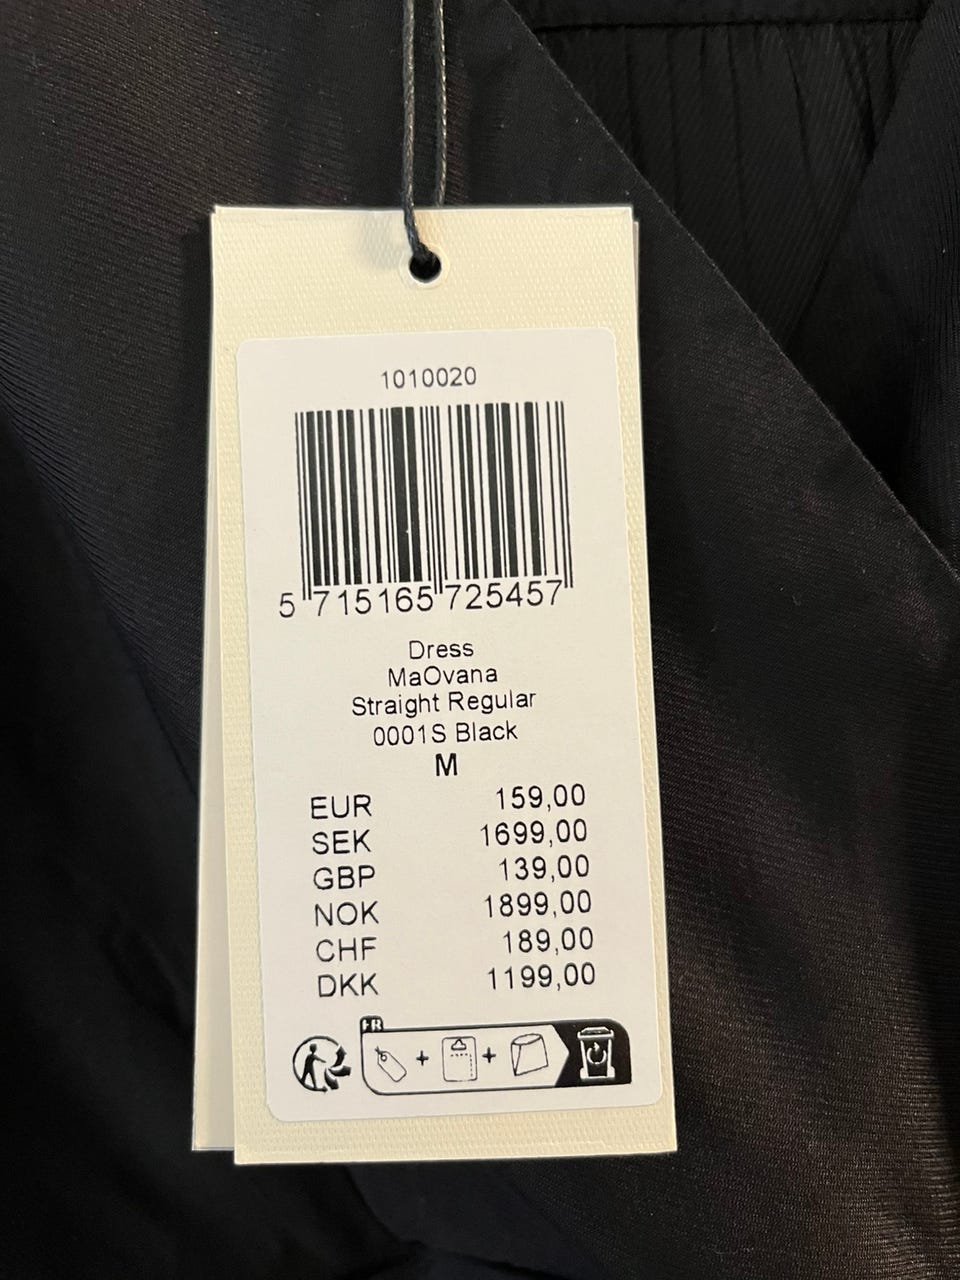 1010020
5 715165 725457
Dress
MaOvana
Straight Regular
0001S Black
M
EUR 159,00
SEK 1699,00
GBP 139,00
NOK 1899,00
CHF 189,00
DKK 1199,00
FR
+ +